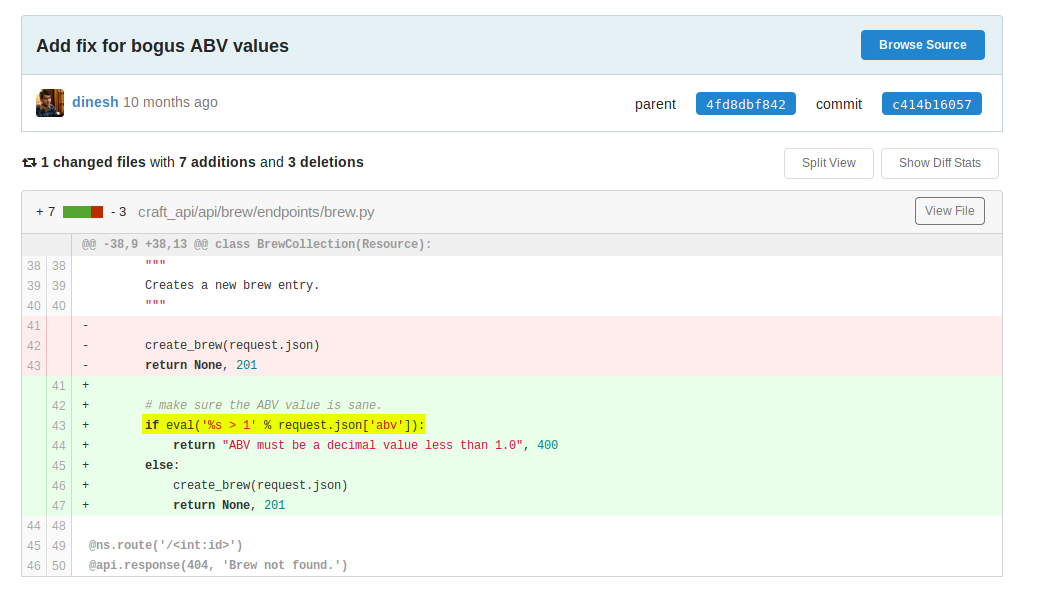 Add fix for bogus ABV values
Browse Source
dinesh 10 months ago
parent 4fd8dbf842 commit c414b16057
1 changed files with 7 additions and 3 deletions
Split View
Show Diff Stats
+ 7 - 3 craft_api/api/brew/endpoints/brew.py
View File
@@ -38,9 +38,13 @@ class BrewCollection(Resource):
38 38 """
39 39 Creates a new brew entry.
40 40 """
41 -
42 - create_brew(request.json)
43 - return None, 201
41 +
42 + # make sure the ABV value is sane.
43 + if eval('%s > 1' % request.json['abv']):
44 + return "ABV must be a decimal value less than 1.0", 400
45 + else:
46 + create_brew(request.json)
47 + return None, 201
44 48
45 49 @ns.route('/<int:id>')
46 50 @api.response(404, 'Brew not found.')